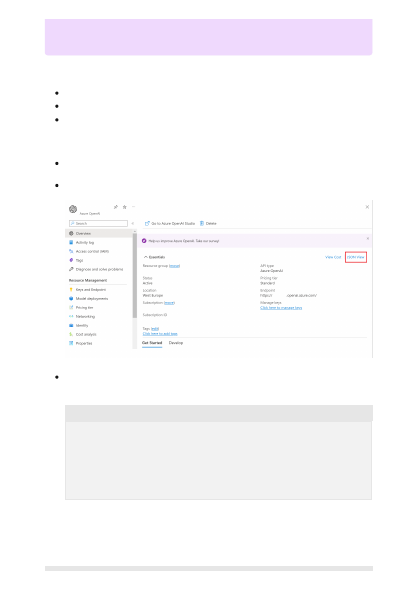 Azure OpenAI
Search
Go to Azure OpenAI Studio
Delete
Overview
Activity log
Access control (IAM)
Tags
Diagnose and solve problems
Resource Management
Keys and Endpoint
Model deployments
Pricing tier
Networking
Identity
Cost analysis
Properties
Help us improve Azure OpenAI. Take our survey!
Essentials
View Cost
JSON View
Resource group (move)
API type
Azure OpenAI
Status
Active
Pricing tier
Standard
Location
West Europe
Endpoint
https://
openai.azure.com/
Subscription (move)
Manage keys
Click here to manage keys
Subscription ID
Tags (edit)
Click here to add tags
Get Started
Develop